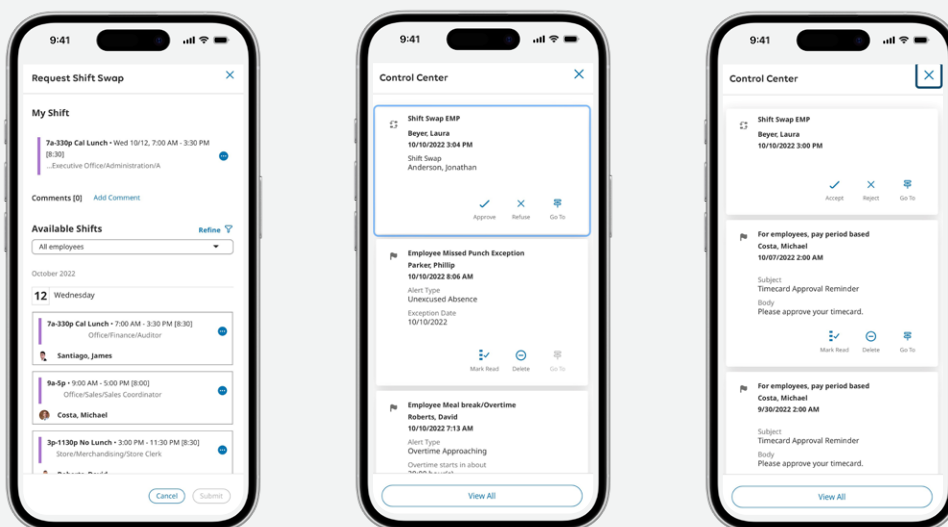 9:41
Request Shift Swap
My Shift
7a-330p Cal Lunch • Wed 10/12, 7:00 AM - 3:30 PM
[8:30]
...Executive Office/Administration/A
Comments [0] Add Comment
Available Shifts Refine
All employees
October 2022
12 Wednesday
7a-330p Cal Lunch • 7:00 AM - 3:30 PM [8:30]
Office/Finance/Auditor
Santiago, James
9a-5p • 9:00 AM - 5:00 PM [8:00]
Office/Sales/Sales Coordinator
Costa, Michael
3p-1130p No Lunch • 3:00 PM - 11:30 PM [8:30]
Store/Merchandising/Store Clerk
Roberts, David
Cancel Submit
9:41
Control Center
Shift Swap EMP
Beyer, Laura
10/10/2022 3:04 PM
Shift Swap
Anderson, Jonathan
Approve Refuse Go To
Employee Missed Punch Exception
Parker, Phillip
10/10/2022 8:06 AM
Alert Type
Unexcused Absence
Exception Date
10/10/2022
Mark Read Delete Go To
Employee Meal break/Overtime
Roberts, David
10/10/2022 7:13 AM
Alert Type
Overtime Approaching
Overtime starts in about
View All
9:41
Control Center
Shift Swap EMP
Beyer, Laura
10/10/2022 3:00 PM
Accept Reject Go To
For employees, pay period based
Costa, Michael
10/07/2022 2:00 AM
Subject
Timecard Approval Reminder
Body
Please approve your timecard.
Mark Read Delete Go To
For employees, pay period based
Costa, Michael
9/30/2022 2:00 AM
Subject
Timecard Approval Reminder
Body
Please approve your timecard.
View All